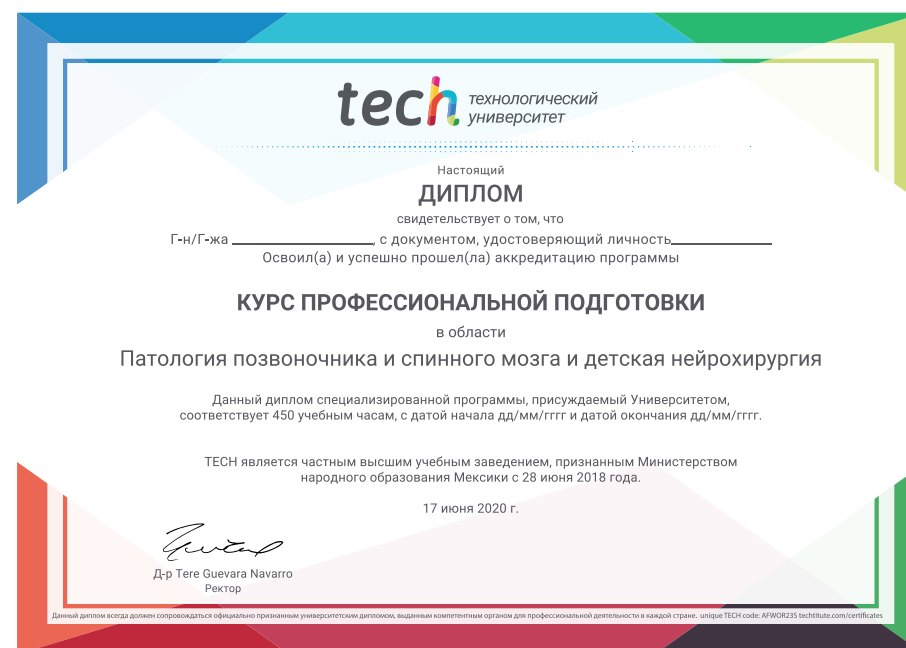 tech технологический
университет
Настоящий
ДИПЛОМ
свидетельствует о том, что
Г-н/Г-жа ____________________, с документом, удостоверяющий личность______________
Освоил(а) и успешно прошел(ла) аккредитацию программы
КУРС ПРОФЕССИОНАЛЬНОЙ ПОДГОТОВКИ
в области
Патология позвоночника и спинного мозга и детская нейрохирургия
Данный диплом специализированной программы, присуждаемый Университетом,
соответствует 450 учебным часам, с датой начала дд/мм/гггг и датой окончания дд/мм/гггг.
TECH является частным высшим учебным заведением, признанным Министерством
народного образования Мексики с 28 июня 2018 года.
17 июня 2020 г.
Д-р Tere Guevara Navarro
Ректор
Данный диплом всегда должен сопровождаться официально признанным университетским дипломом, выданным компетентным органом для профессиональной деятельности в каждой стране. unique TECH code: AFWOR23S techtitute.com/certificates